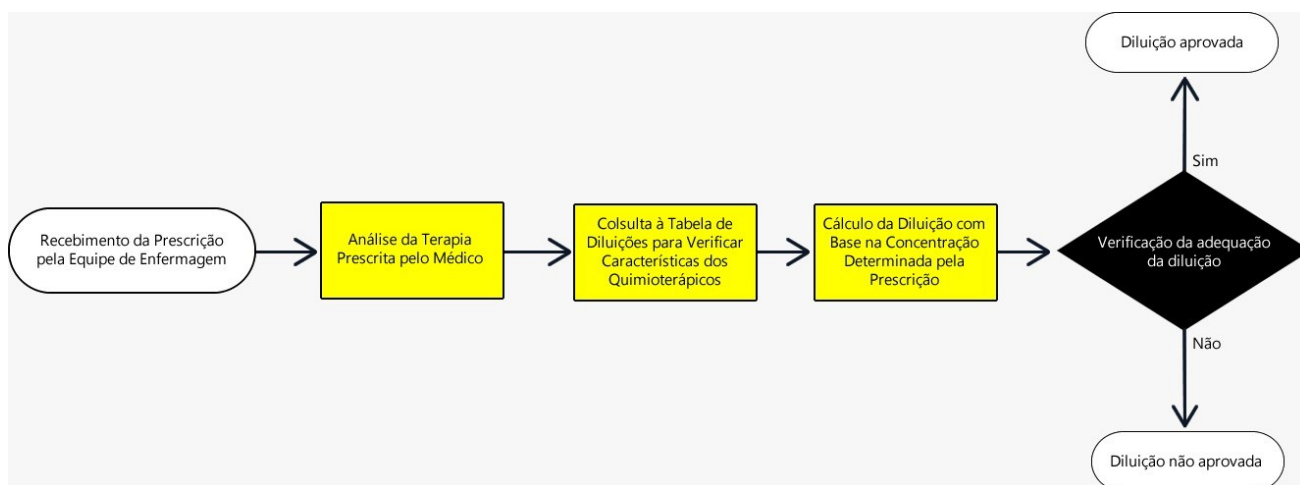 Diluição aprovada
Sim
Recebimento da Prescrição
pela Equipe de Enfermagem
Análise da Terapia
Prescrita pelo Médico
Colsulta à Tabela de
Diluições para Verificar
Características dos
Quimioterápicos
Cálculo da Diluição com
Base na Concentração
Determinada pela
Prescrição
Verificação da adequação
da diluição
Não
Diluição não aprovada